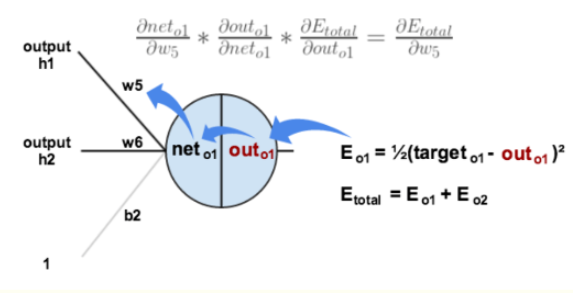 ∂net_o1/∂w5 * ∂out_o1/∂net_o1 * ∂E_total/∂out_o1 = ∂E_total/∂w5
output
h1
w5
output
h2
w6
net o1
out o1
E o1 = ½(target o1 - out o1 )²
E total = E o1 + E o2
b2
1